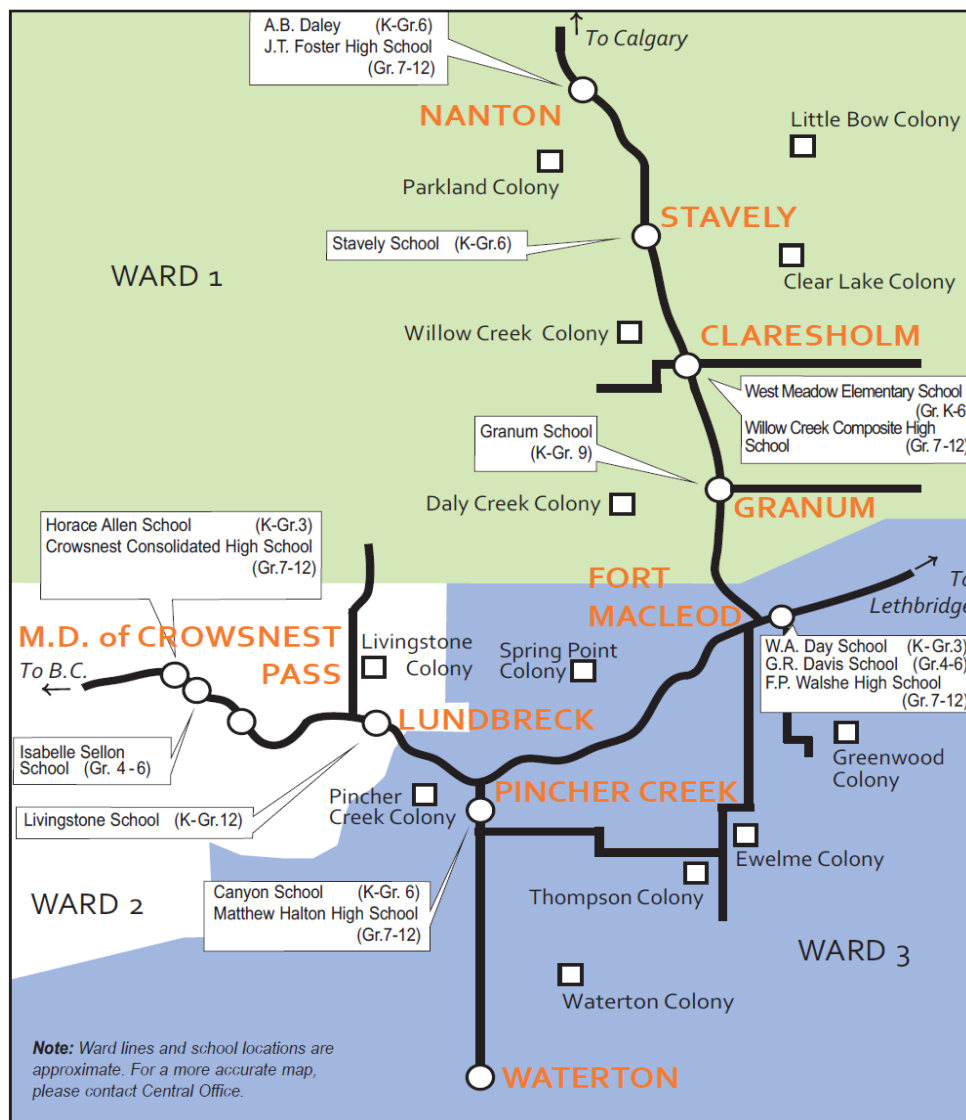 A.B. Daley (K-Gr.6)
J.T. Foster High School
(Gr. 7-12)
To Calgary
NANTON
Little Bow Colony
Parkland Colony
STAVELY
Stavely School (K-Gr.6)
WARD 1
Clear Lake Colony
Willow Creek Colony
CLARESHOLM
West Meadow Elementary School
(Gr. K-6
Willow Creek Composite High
School (Gr. 7-12)
Granum School
(K-Gr. 9)
Daly Creek Colony
GRANUM
Horace Allen School (K-Gr.3)
Crowsnest Consolidated High School
(Gr.7-12)
FORT
MACLEOD
To
Lethbridge
M.D. of CROWSNEST
PASS
To B.C.
Livingstone
Colony
Spring Point
Colony
W.A. Day School (K-Gr.3)
G.R. Davis School (Gr.4-6)
F.P. Walshe High School
(Gr. 7-12)
LUNDBRECK
Isabelle Sellon
School (Gr. 4-6)
Greenwood
Colony
Pincher
Creek Colony
PINCHER CREEK
Livingstone School (K-Gr.12)
Ewelme Colony
Thompson Colony
Canyon School (K-Gr. 6)
Matthew Halton High School
(Gr.7-12)
WARD 2
WARD 3
Waterton Colony
Note: Ward lines and school locations are
approximate. For a more accurate map,
please contact Central Office.
WATERTON